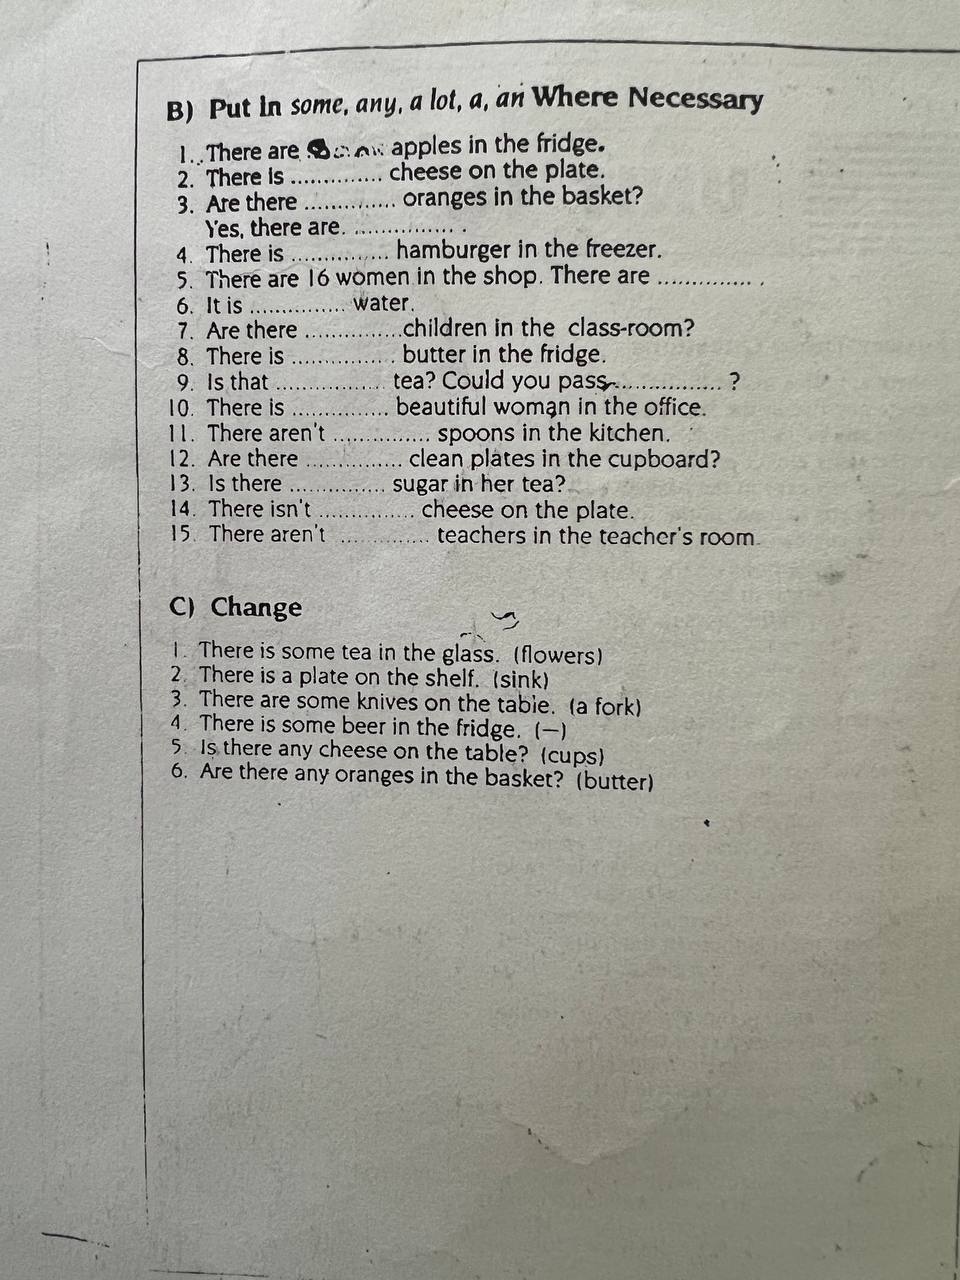 B) Put in some, any, a lot, a, an Where Necessary
1. There are apples in the fridge.
2. There is .............. cheese on the plate.
3. Are there .............. oranges in the basket?
Yes, there are. .............. .
4. There is .............. hamburger in the freezer.
5. There are 16 women in the shop. There are .............. .
6. It is .............. water.
7. Are there ..............children in the class-room?
8. There is .............. butter in the fridge.
9. Is that ................ tea? Could you pass................ ?
10. There is .............. beautiful woman in the office.
11. There aren't .............. spoons in the kitchen.
12. Are there .............. clean plates in the cupboard?
13. Is there .............. sugar in her tea?
14. There isn't .............. cheese on the plate.
15. There aren't ............. teachers in the teacher's room.
C) Change
1. There is some tea in the glass. (flowers)
2. There is a plate on the shelf. (sink)
3. There are some knives on the table. (a fork)
4. There is some beer in the fridge. (—)
5. Is there any cheese on the table? (cups)
6. Are there any oranges in the basket? (butter)